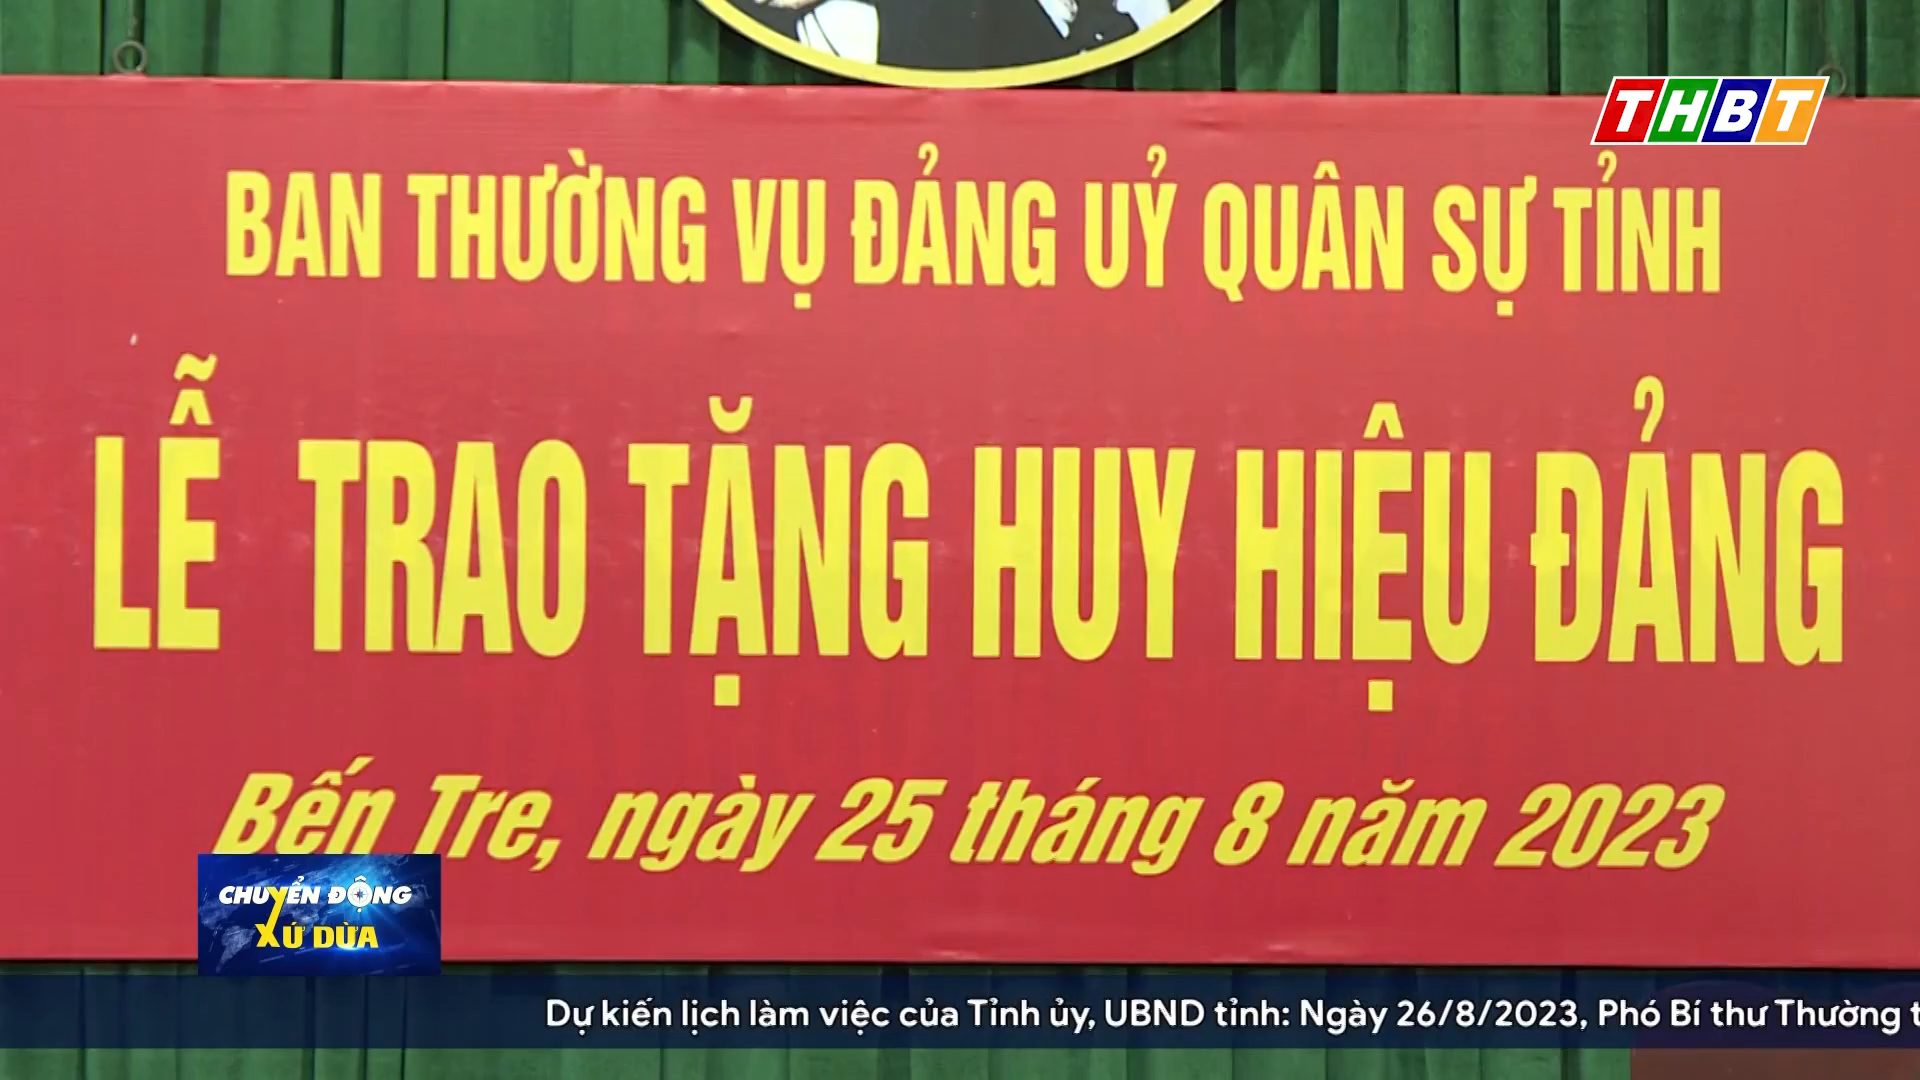 THBT
BAN THƯỜNG VỤ ĐẢNG UỶ QUÂN SỰ TỈNH
LỄ TRAO TẶNG HUY HIỆU ĐẢNG
Bến Tre, ngày 25 tháng 8 năm 2023
CHUYỂN ĐỘNG
XỨ DỪA
Dự kiến lịch làm việc của Tỉnh ủy, UBND tỉnh: Ngày 26/8/2023, Phó Bí thư Thường t